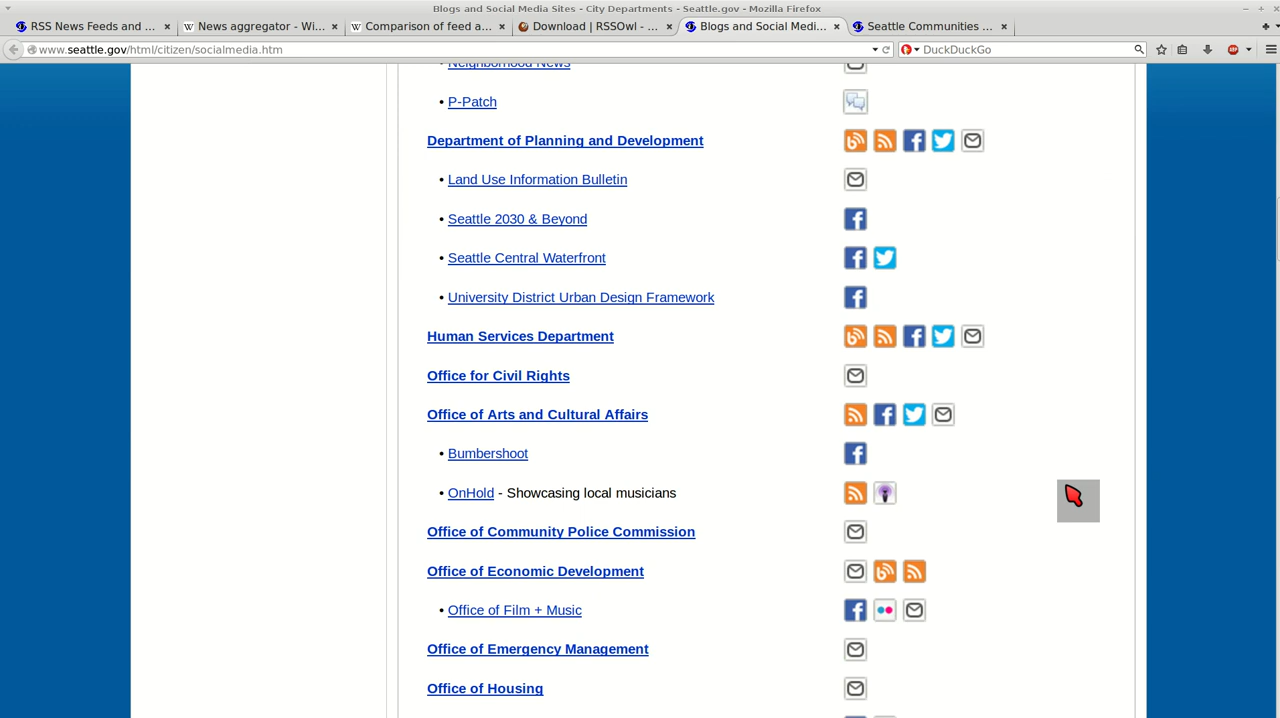 Blogs and Social Media Sites - City Departments - Seattle.gov - Mozilla Firefox
RSS News Feeds and ... News aggregator - Wi... Comparison of feed a... Download | RSSOwl - ... Blogs and Social Medi... Seattle Communities ...
www.seattle.gov/html/citizen/socialmedia.htm DuckDuckGo
Neighborhood News
• P-Patch
Department of Planning and Development
• Land Use Information Bulletin
• Seattle 2030 & Beyond
• Seattle Central Waterfront
• University District Urban Design Framework
Human Services Department
Office for Civil Rights
Office of Arts and Cultural Affairs
• Bumbershoot
• OnHold - Showcasing local musicians
Office of Community Police Commission
Office of Economic Development
• Office of Film + Music
Office of Emergency Management
Office of Housing